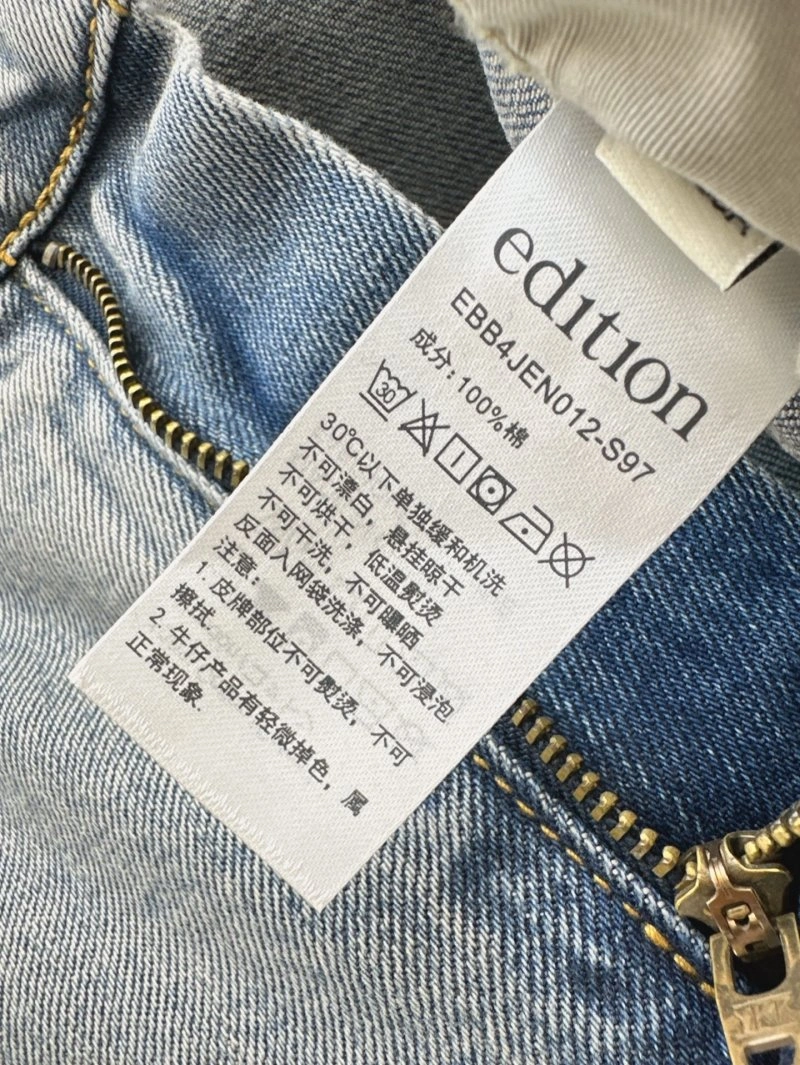 edition
EBB4JEN012-S97
成分: 100%棉
30
30℃以下单独缓和机洗
不可漂白, 悬挂晾干
不可烘干, 低温熨烫
不可干洗, 不可曝晒
反面入网袋洗涤, 不可浸泡
注意:
1. 皮牌部位不可熨烫, 不可
擦拭
2. 牛仔产品有轻微掉色, 属
正常现象.